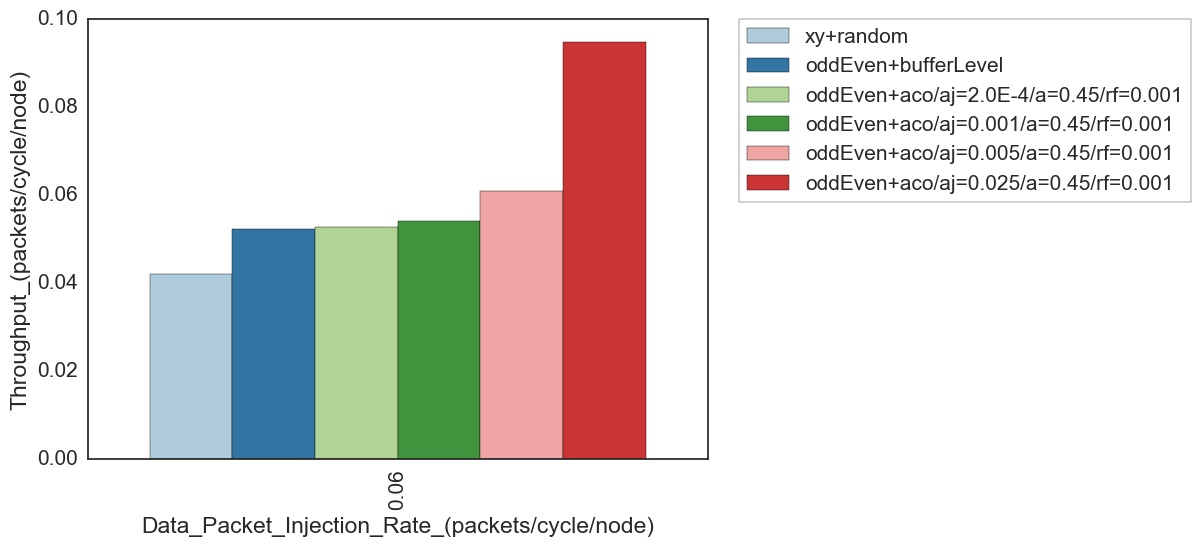 0.10
0.08
0.06
0.04
0.02
0.00
Throughput_(packets/cycle/node)
0.06
Data_Packet_Injection_Rate_(packets/cycle/node)
xy+random
oddEven+bufferLevel
oddEven+aco/aj=2.0E-4/a=0.45/rf=0.001
oddEven+aco/aj=0.001/a=0.45/rf=0.001
oddEven+aco/aj=0.005/a=0.45/rf=0.001
oddEven+aco/aj=0.025/a=0.45/rf=0.001